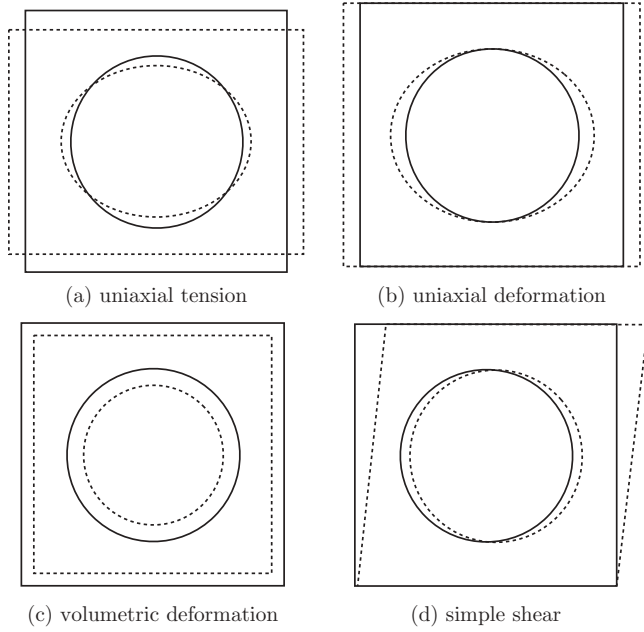 (a) uniaxial tension
(b) uniaxial deformation
(c) volumetric deformation
(d) simple shear